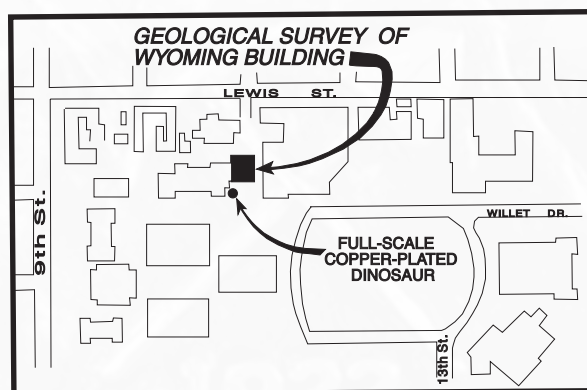 GEOLOGICAL SURVEY OF
WYOMING BUILDING
LEWIS ST.
9th St.
WILLET DR.
FULL-SCALE
COPPER-PLATED
DINOSAUR
13th St.